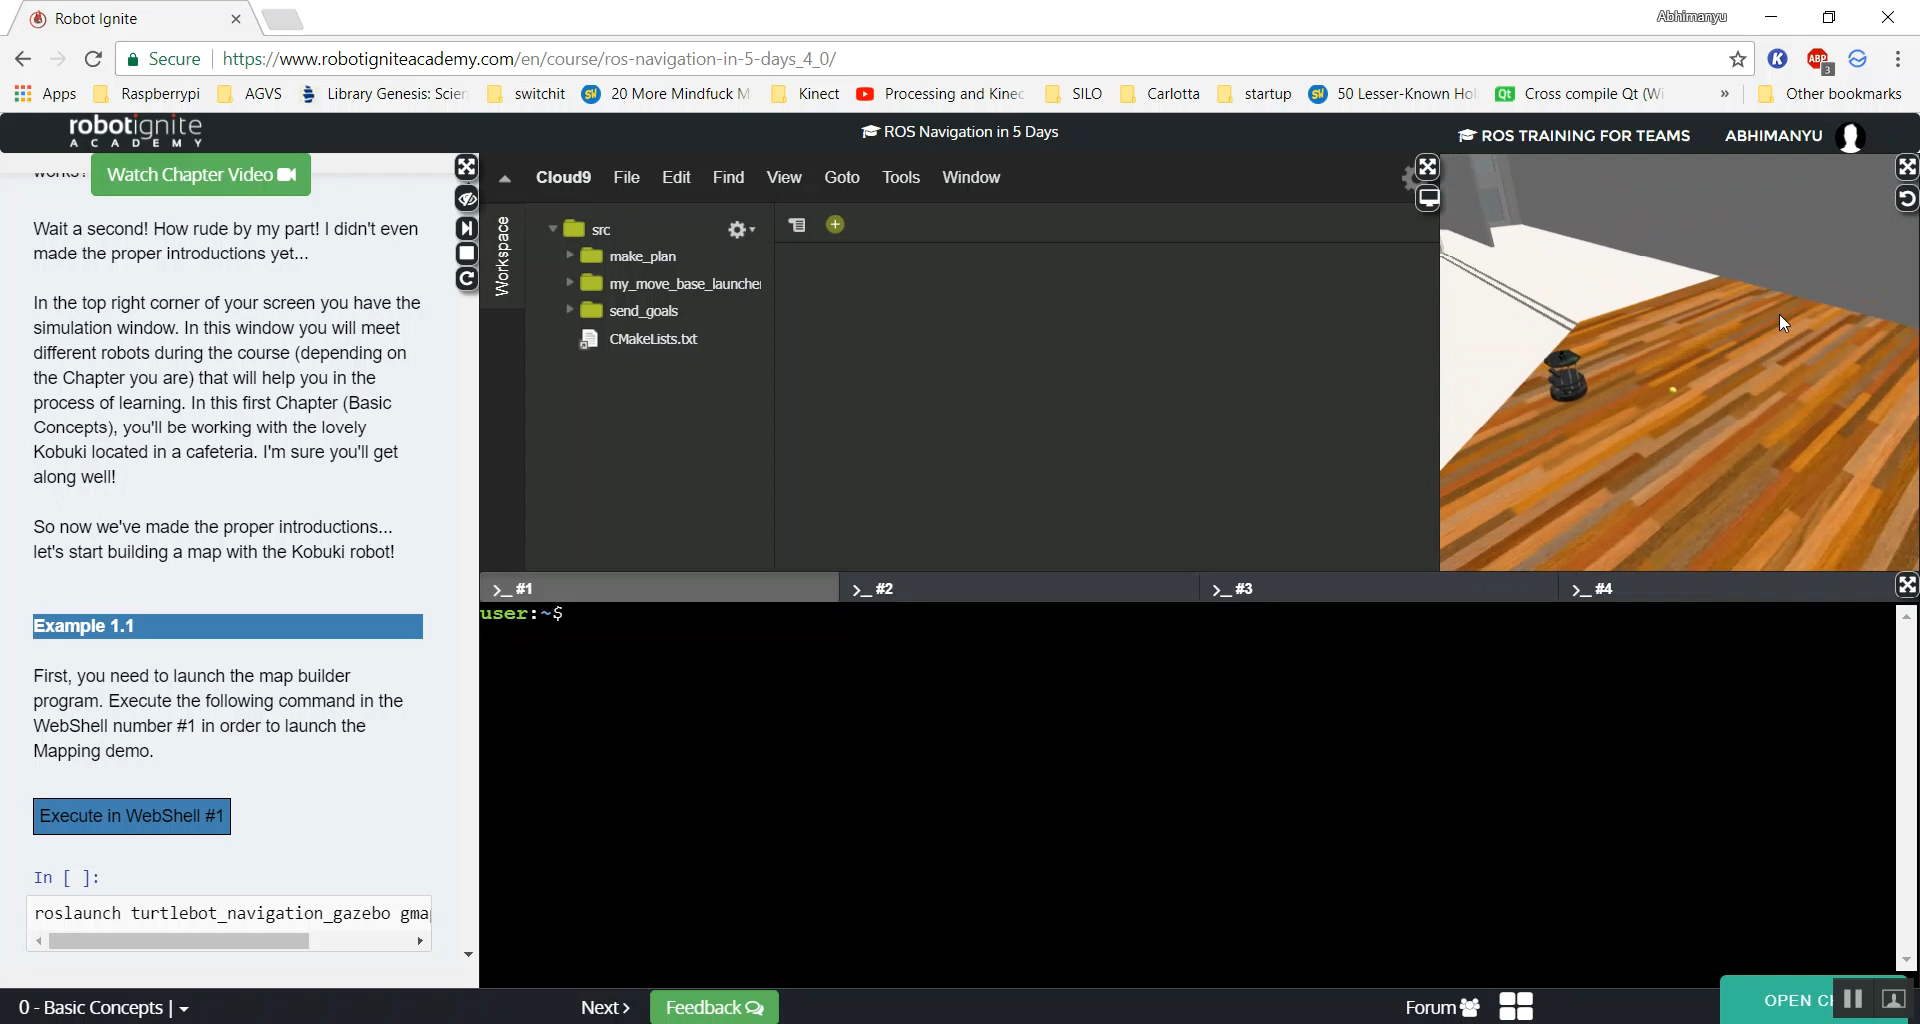 Robot Ignite
Abhimanyu
Secure
https://www.robotigniteacademy.com/en/course/ros-navigation-in-5-days_4_0/
ABP
3
Apps
Raspberrypi
AGVS
Library Genesis: Scien
switchit
20 More Mindfuck M
Kinect
Processing and Kinec
SILO
Carlotta
startup
50 Lesser-Known Ho
Cross compile Qt (Wi
»
Other bookmarks
robotignite
ACADEMY
ROS Navigation in 5 Days
ROS TRAINING FOR TEAMS
ABHIMANYU
works?
Watch Chapter Video
Wait a second! How rude by my part! I didn't even
made the proper introductions yet...
In the top right corner of your screen you have the
simulation window. In this window you will meet
different robots during the course (depending on
the Chapter you are) that will help you in the
process of learning. In this first Chapter (Basic
Concepts), you'll be working with the lovely
Kobuki located in a cafeteria. I'm sure you'll get
along well!
So now we've made the proper introductions...
let's start building a map with the Kobuki robot!
Example 1.1
First, you need to launch the map builder
program. Execute the following command in the
WebShell number #1 in order to launch the
Mapping demo.
Execute in WebShell #1
In [ ]:
roslaunch turtlebot_navigation_gazebo gma
Cloud9 File Edit Find View Goto Tools Window
Workspace
src
make_plan
my_move_base_launcher
send_goals
CMakeLists.txt
>_ #1
>_ #2
>_ #3
>_ #4
user:~$
0 - Basic Concepts |
Next>
Feedback
Forum
OPEN C